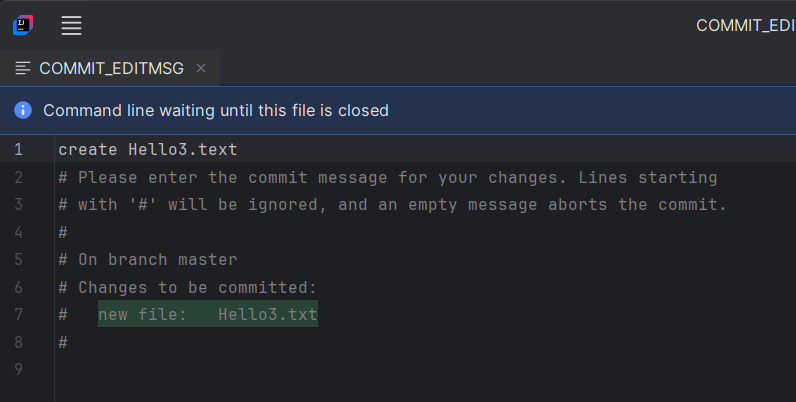 IJ
COMMIT_EDI
COMMIT_EDITMSG
Command line waiting until this file is closed
1 create Hello3.text
2 # Please enter the commit message for your changes. Lines starting
3 # with '#' will be ignored, and an empty message aborts the commit.
4 #
5 # On branch master
6 # Changes to be committed:
7 #   new file:   Hello3.txt
8 #
9